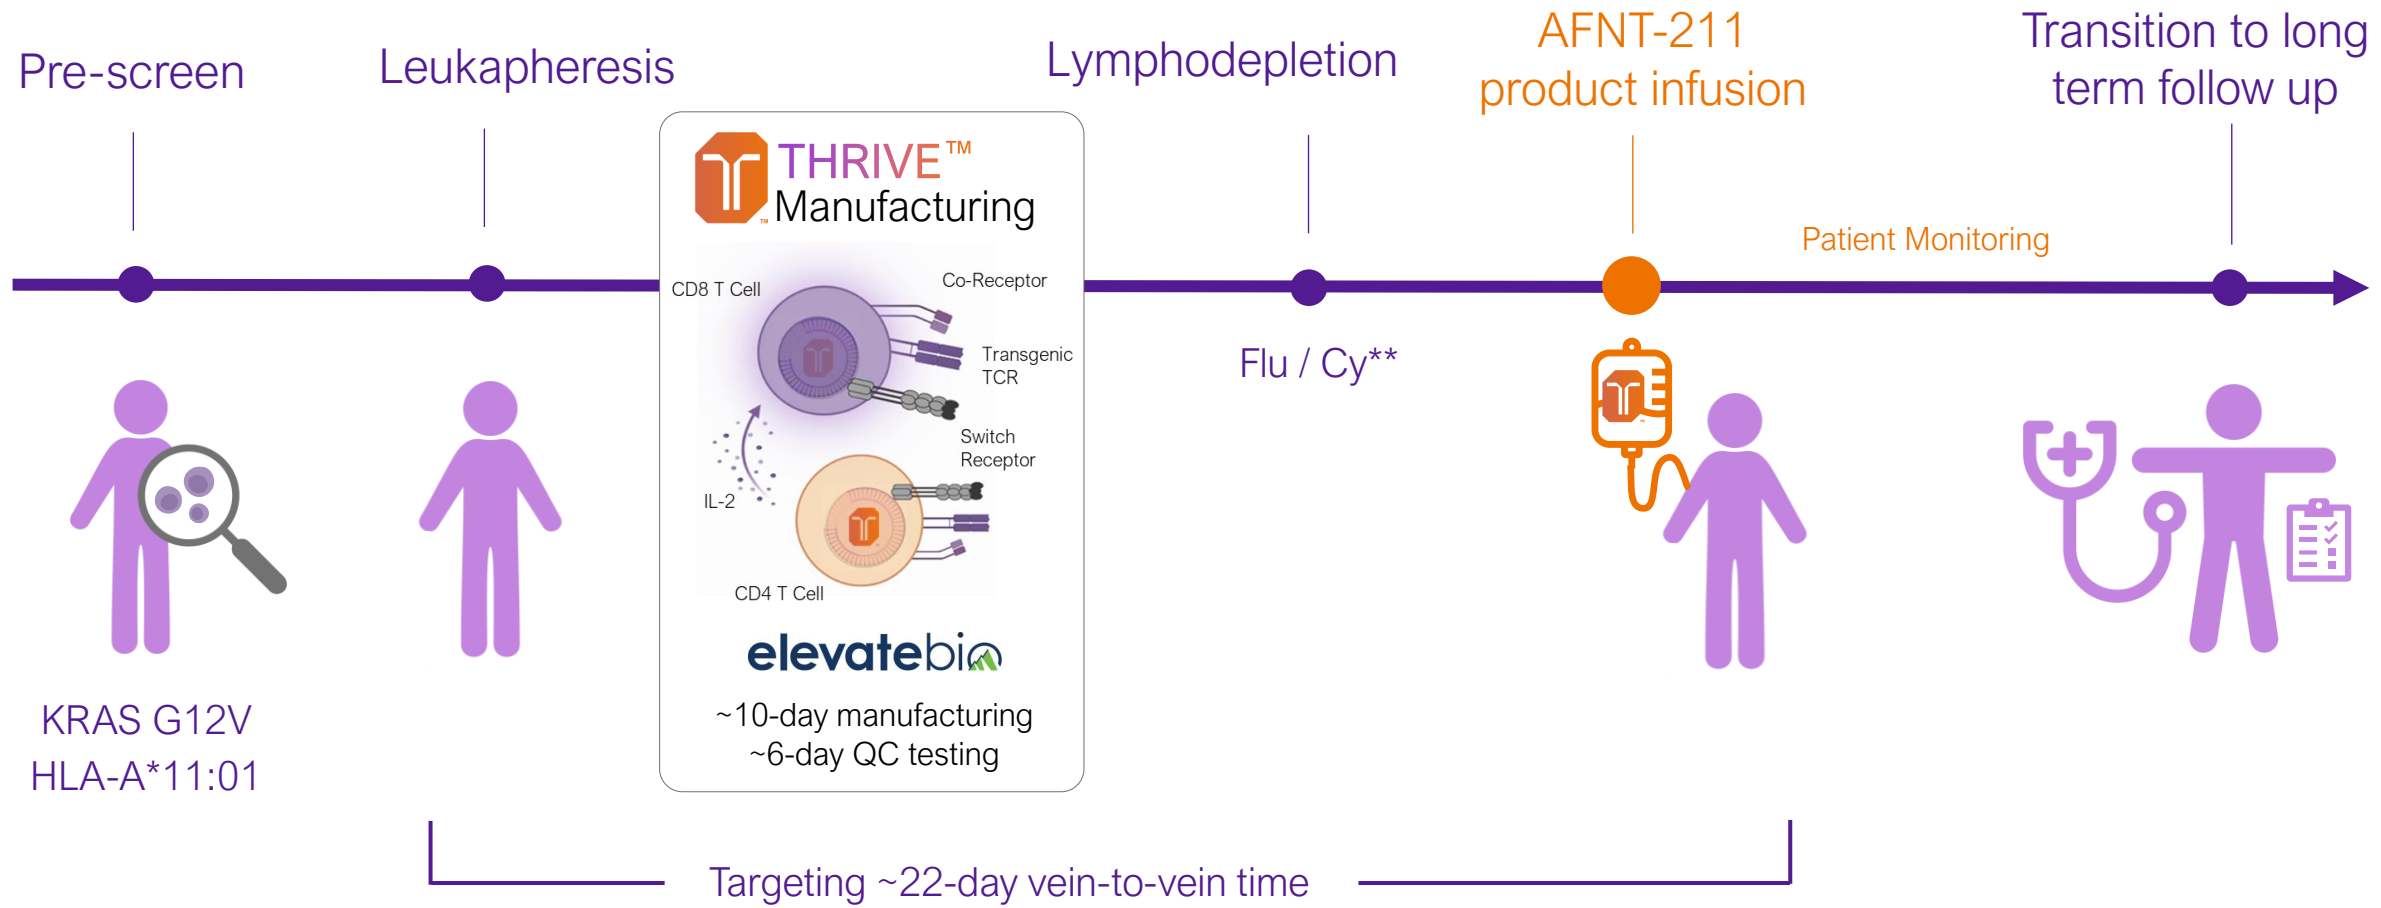 Pre-screen
Leukapheresis
Lymphodepletion
AFNT-211
product infusion
Transition to long
term follow up
THRIVE™
Manufacturing
CD8 T Cell
Co-Receptor
Transgenic
TCR
Switch
Receptor
IL-2
CD4 T Cell
elevatebio
~10-day manufacturing
~6-day QC testing
Flu / Cy**
Patient Monitoring
KRAS G12V
HLA-A*11:01
Targeting ~22-day vein-to-vein time